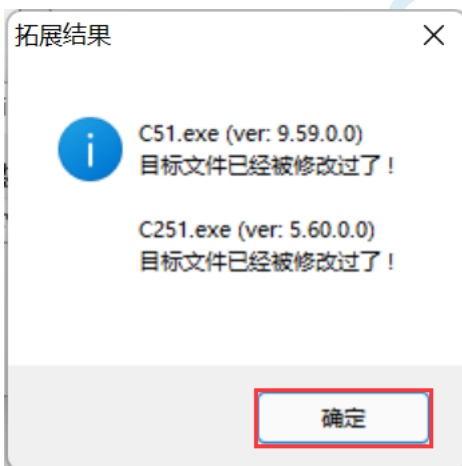 拓展结果
C51.exe (ver: 9.59.0.0)
目标文件已经被修改过了！
C251.exe (ver: 5.60.0.0)
目标文件已经被修改过了！
确定